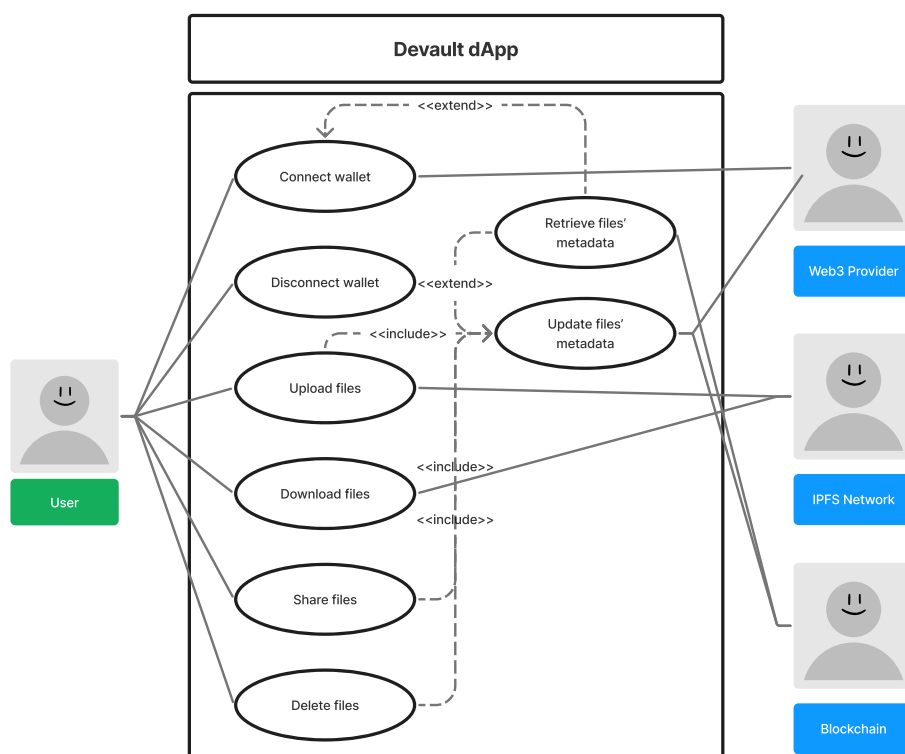 Devault dApp
<<extend>>
Connect wallet
Retrieve files’
metadata
Web3 Provider
Disconnect wallet
<<extend>>
Update files’
metadata
<<include>>
Upload files
<<include>>
Download files
IPFS Network
User
<<include>>
Share files
Delete files
Blockchain